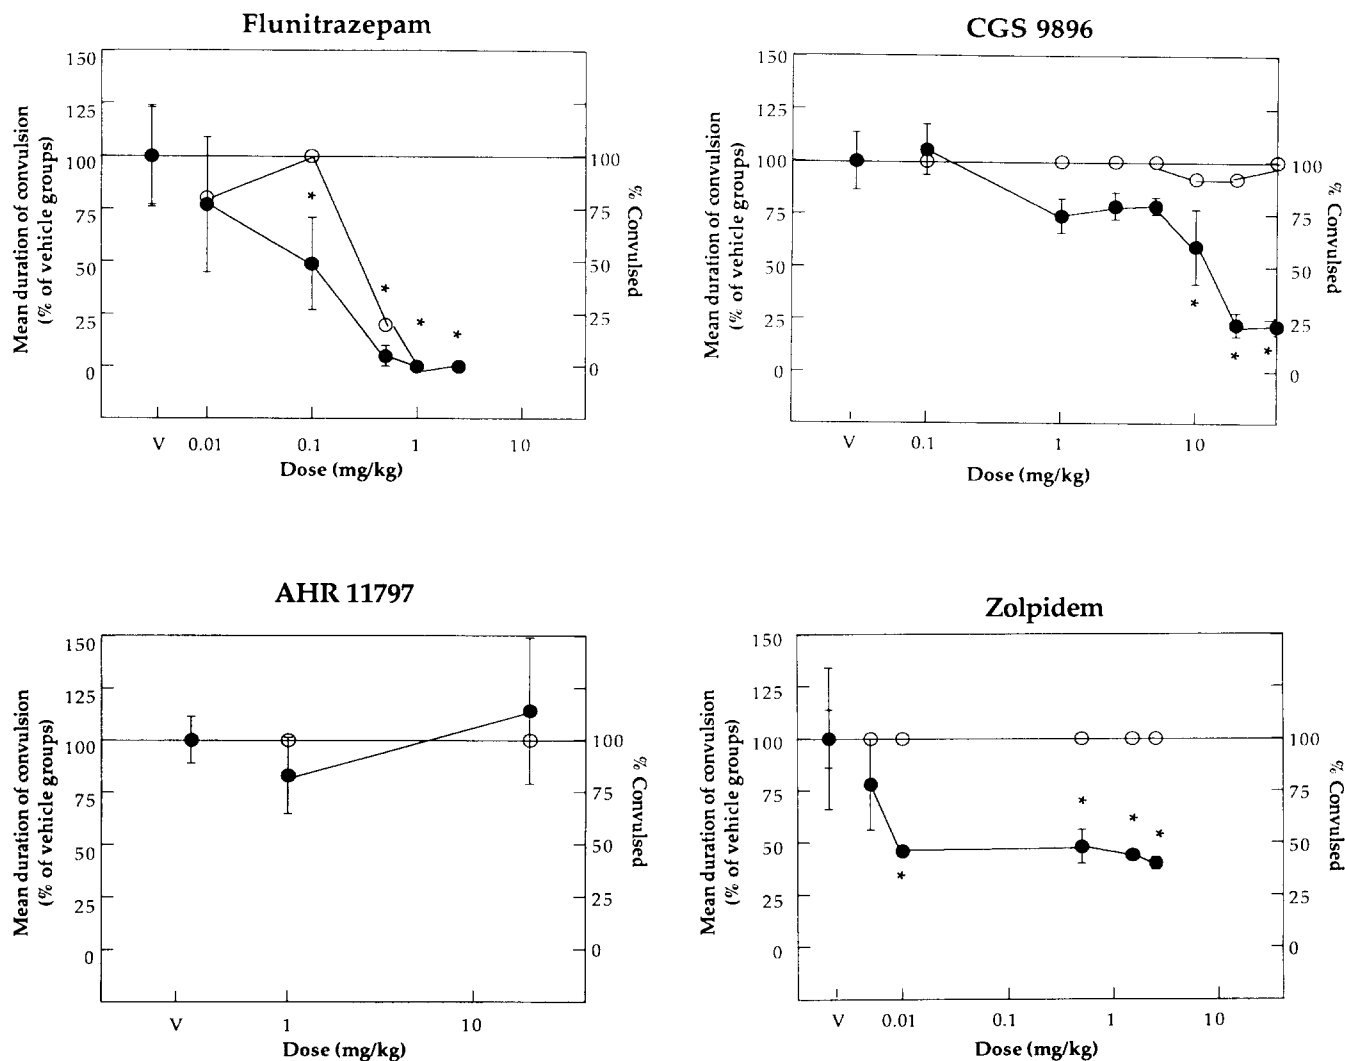 Flunitrazepam
Mean duration of convulsion
(% of vehicle groups)
150
125
100
75
50
25
0
100
75
50
25
0
% Convulsed
*
*
*
*
V 0.01 0.1 1 10
Dose (mg/kg)
CGS 9896
Mean duration of convulsion
(% of vehicle groups)
150
125
100
75
50
25
0
100
75
50
25
0
% Convulsed
*
*
*
V 0.1 1 10
Dose (mg/kg)
AHR 11797
Mean duration of convulsion
(% of vehicle groups)
150
125
100
75
50
25
0
100
75
50
25
0
% Convulsed
V 1 10
Dose (mg/kg)
Zolpidem
Mean duration of convulsion
(% of vehicle groups)
150
125
100
75
50
25
0
100
75
50
25
0
% Convulsed
*
*
*
*
V 0.01 0.1 1 10
Dose (mg/kg)